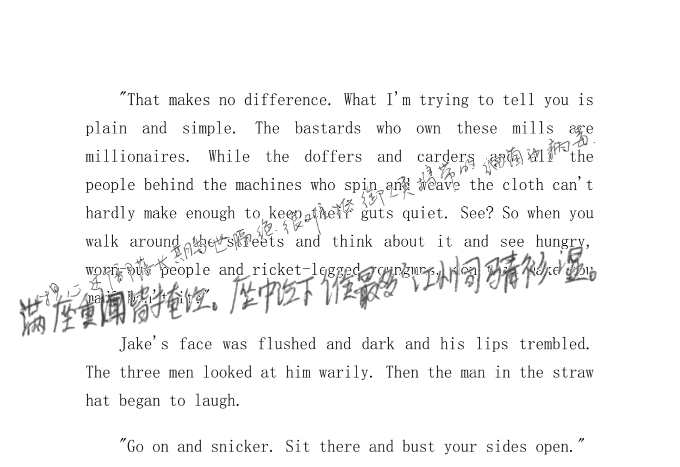 "That makes no difference. What I'm trying to tell you is
plain and simple. The bastards who own these mills are
millionaires. While the doffers and carders and all the
people behind the machines who spin and weave the cloth can't
hardly make enough to keep their guts quiet. See? So when you
walk around the streets and think about it and see hungry,
worn-out people and ricket-legged younguns, don't it make you
满座重闻皆掩泣。座中泣下谁最多江州司马青衫湿。
Jake's face was flushed and dark and his lips trembled.
The three men looked at him warily. Then the man in the straw
hat began to laugh.
"Go on and snicker. Sit there and bust your sides open."